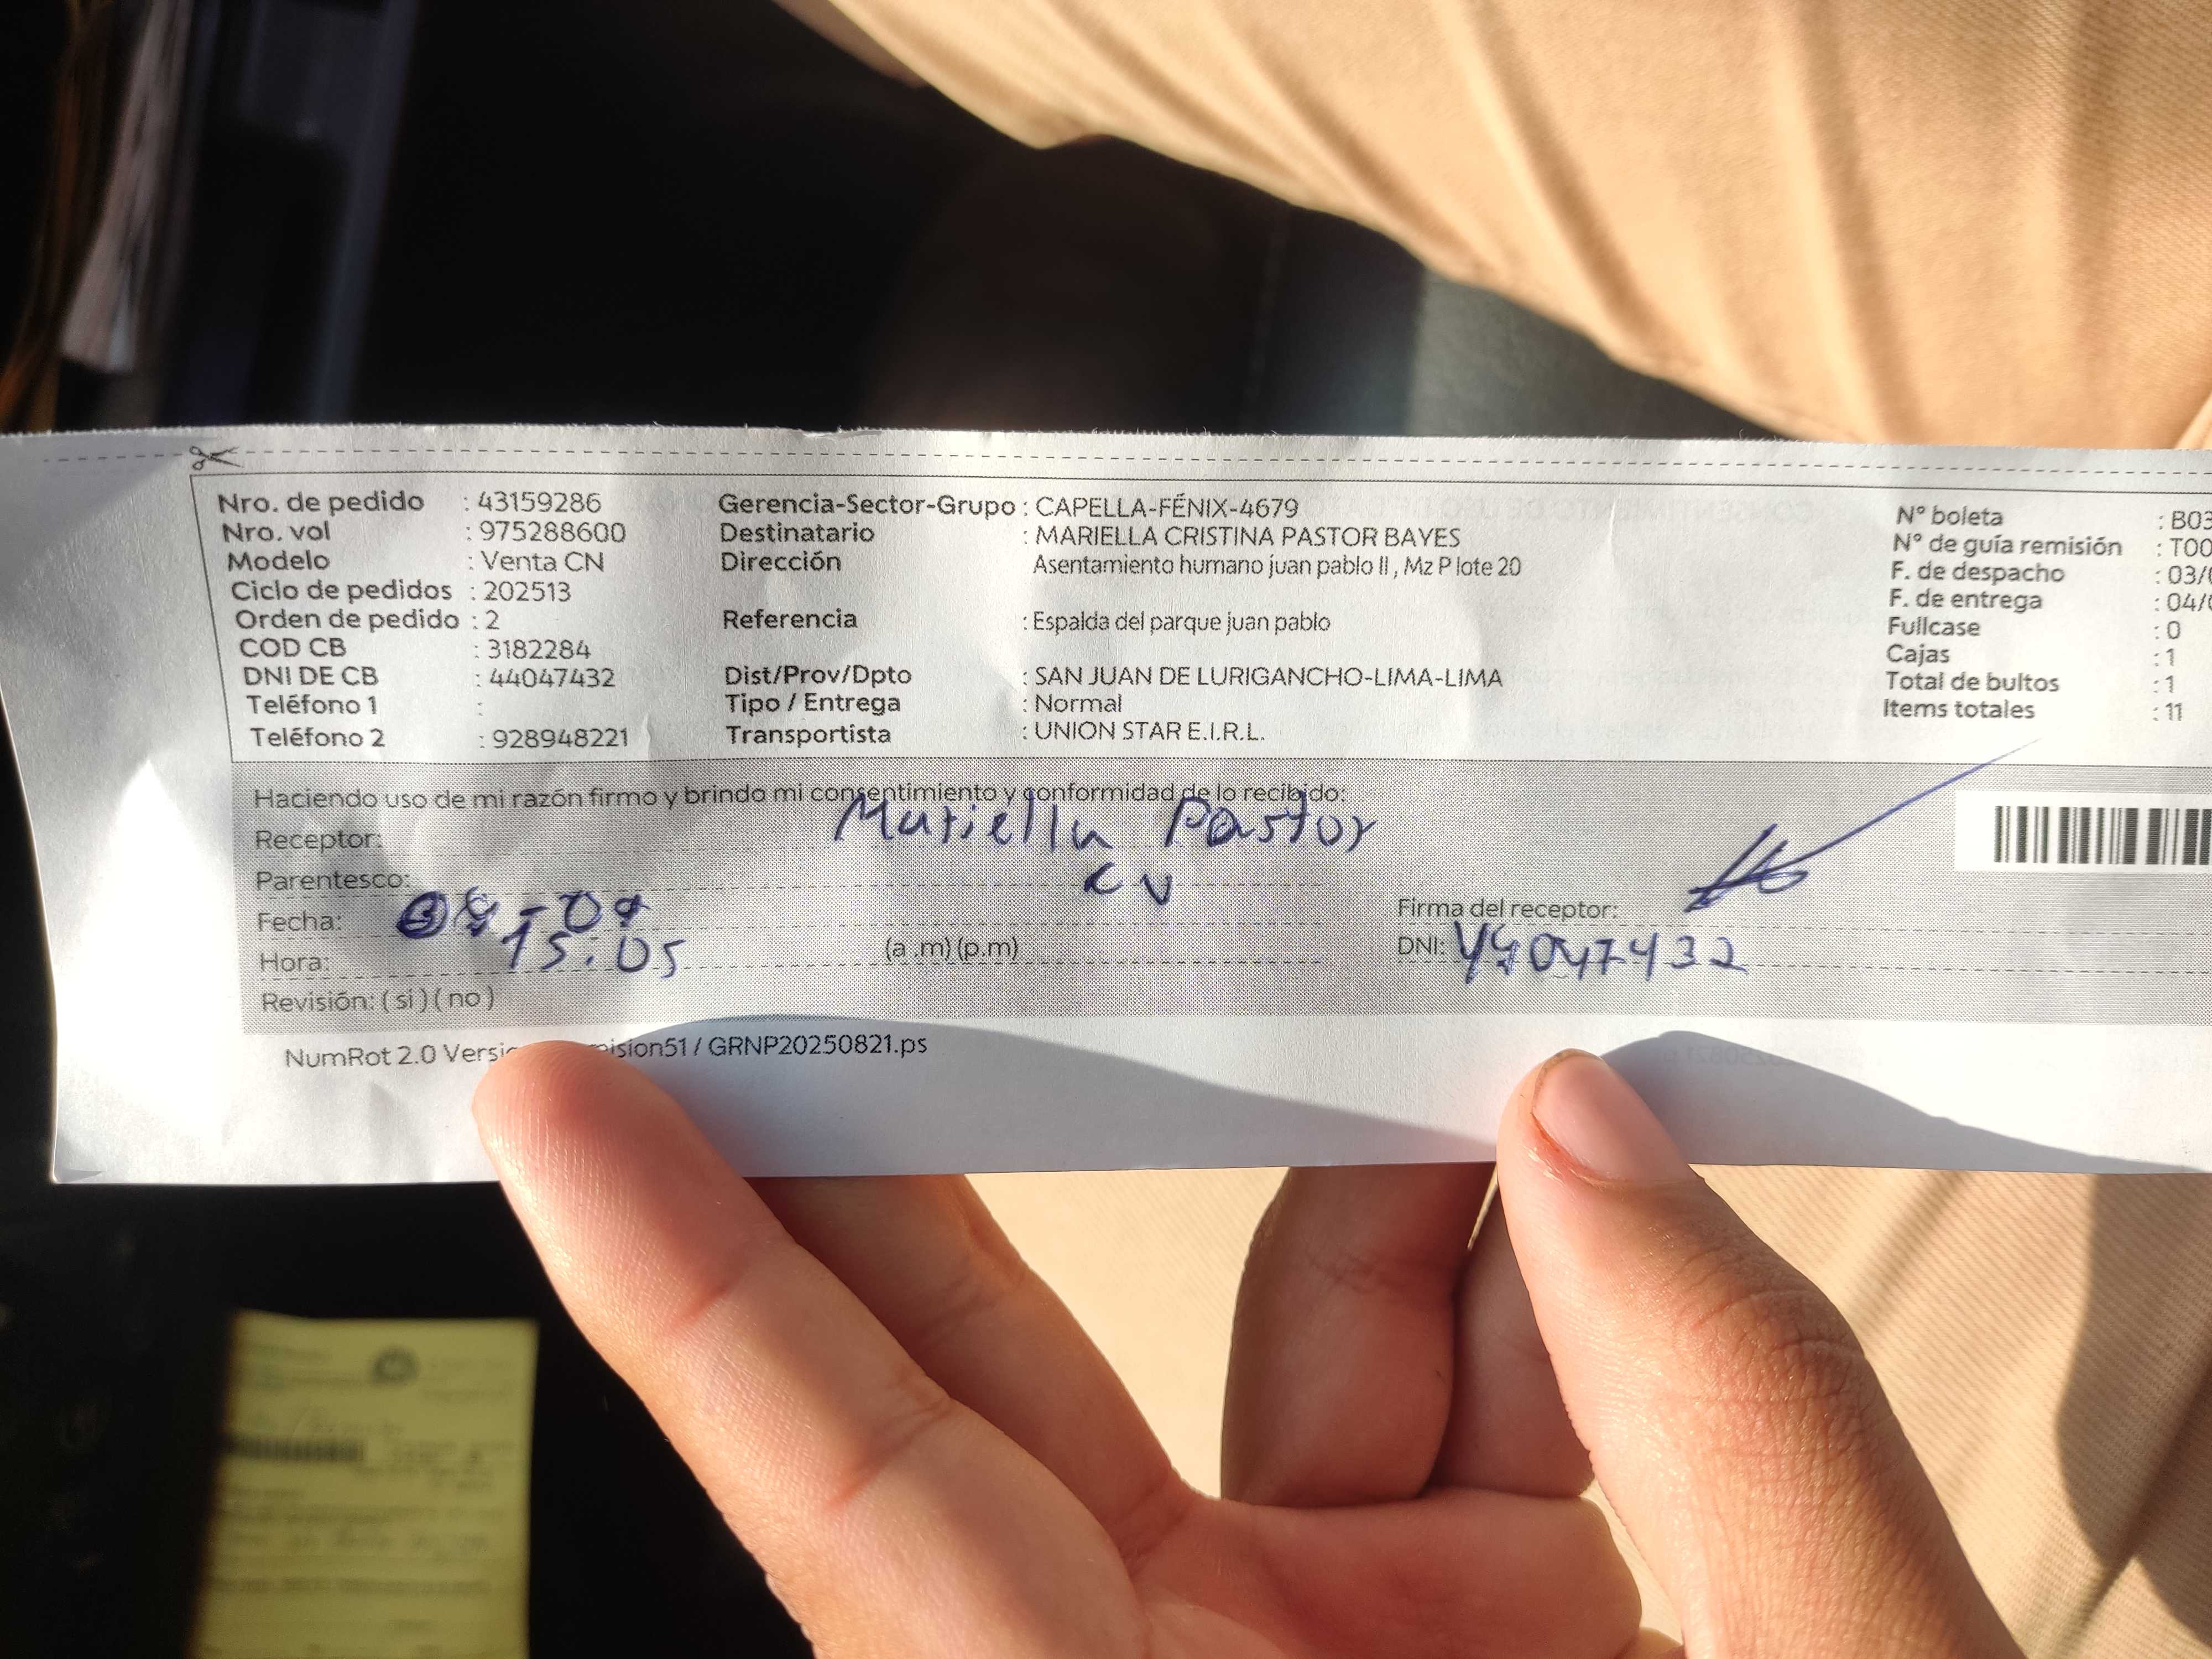 Nro. de pedido : 43159286
Nro. vol : 975288600
Modelo : Venta CN
Ciclo de pedidos : 202513
Orden de pedido : 2
COD CB : 3182284
DNI DE CB : 44047432
Teléfono 1 :
Teléfono 2 : 928948221
Gerencia-Sector-Grupo : CAPELLA-FÉNIX-4679
Destinatario : MARIELLA CRISTINA PASTOR BAYES
Dirección Asentamiento humano juan pablo II , Mz P lote 20
Referencia : Espalda del parque juan pablo
Dist/Prov/Dpto : SAN JUAN DE LURIGANCHO-LIMA-LIMA
Tipo / Entrega : Normal
Transportista : UNION STAR E.I.R.L.
N° boleta : B03
N° de guía remisión : T00
F. de despacho : 03/
F. de entrega : 04/
Fullcase : 0
Cajas : 1
Total de bultos : 1
Items totales : 11
Haciendo uso de mi razón firmo y brindo mi consentimiento y conformidad de lo recibido:
Receptor: Mariella Pastor
Parentesco:
Fecha:
Hora: 15:05 (a .m) (p.m)
Revisión: ( si ) ( no )
Firma del receptor:
DNI: 44047432
NumRot 2.0 / GRNP20250821.ps